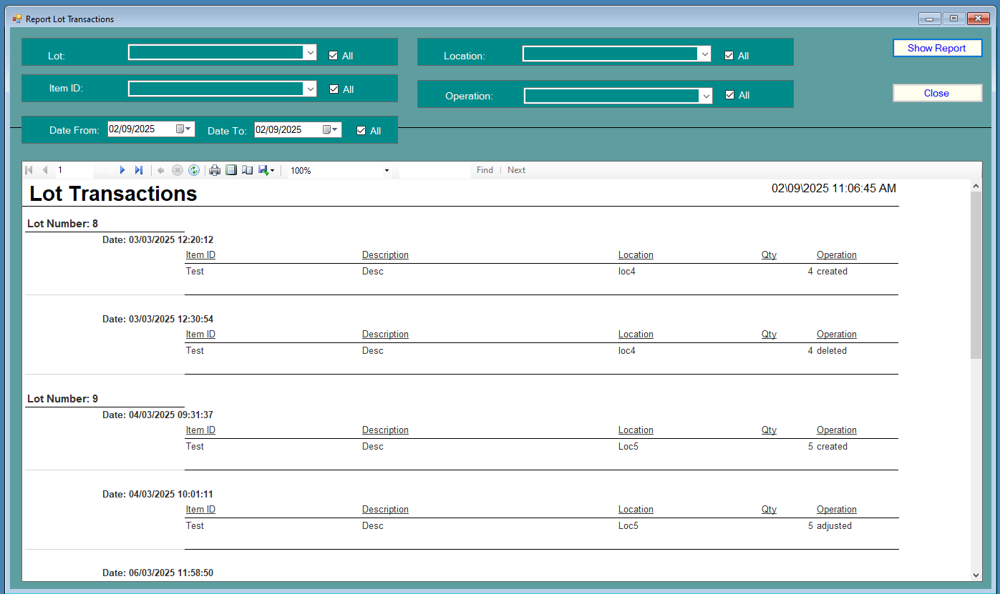 Report Lot Transactions
Lot: All Location: All Show Report
Item ID: All Operation: All Close
Date From: 02/09/2025 Date To: 02/09/2025 All
1 100% Find Next
Lot Transactions 02\09\2025 11:06:45 AM
Lot Number: 8
Date: 03/03/2025 12:20:12
Item ID Description Location Qty Operation
Test Desc loc4 4 created
Date: 03/03/2025 12:30:54
Item ID Description Location Qty Operation
Test Desc loc4 4 deleted
Lot Number: 9
Date: 04/03/2025 09:31:37
Item ID Description Location Qty Operation
Test Desc Loc5 5 created
Date: 04/03/2025 10:01:11
Item ID Description Location Qty Operation
Test Desc Loc5 5 adjusted
Date: 06/03/2025 11:58:50